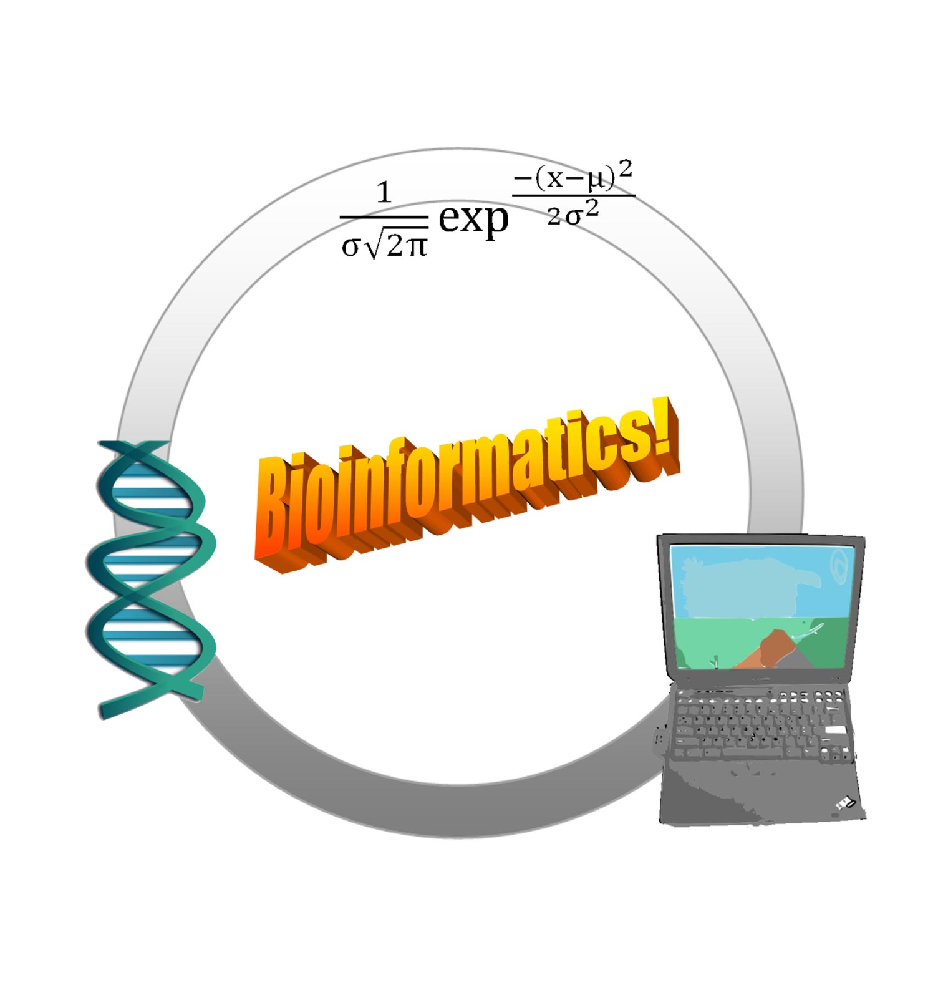 1
σ√2π
exp
−(x−μ)²
2σ²
Bioinformatics!